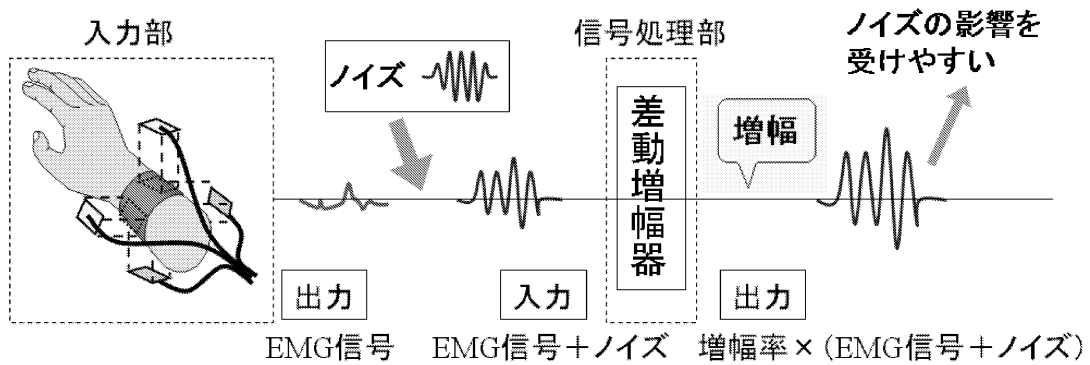 入力部
ノイズ
信号処理部
差動増幅器
増幅
ノイズの影響を
受けやすい
出力
入力
出力
EMG信号
EMG信号＋ノイズ
増幅率×（EMG信号＋ノイズ）